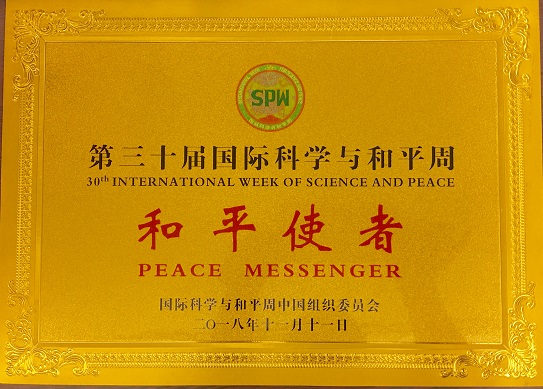 SPW
第三十届国际科学与和平周
30th INTERNATIONAL WEEK OF SCIENCE AND PEACE
和平使者
PEACE MESSENGER
国际科学与和平周中国组织委员会
二〇一八年十一月十一日